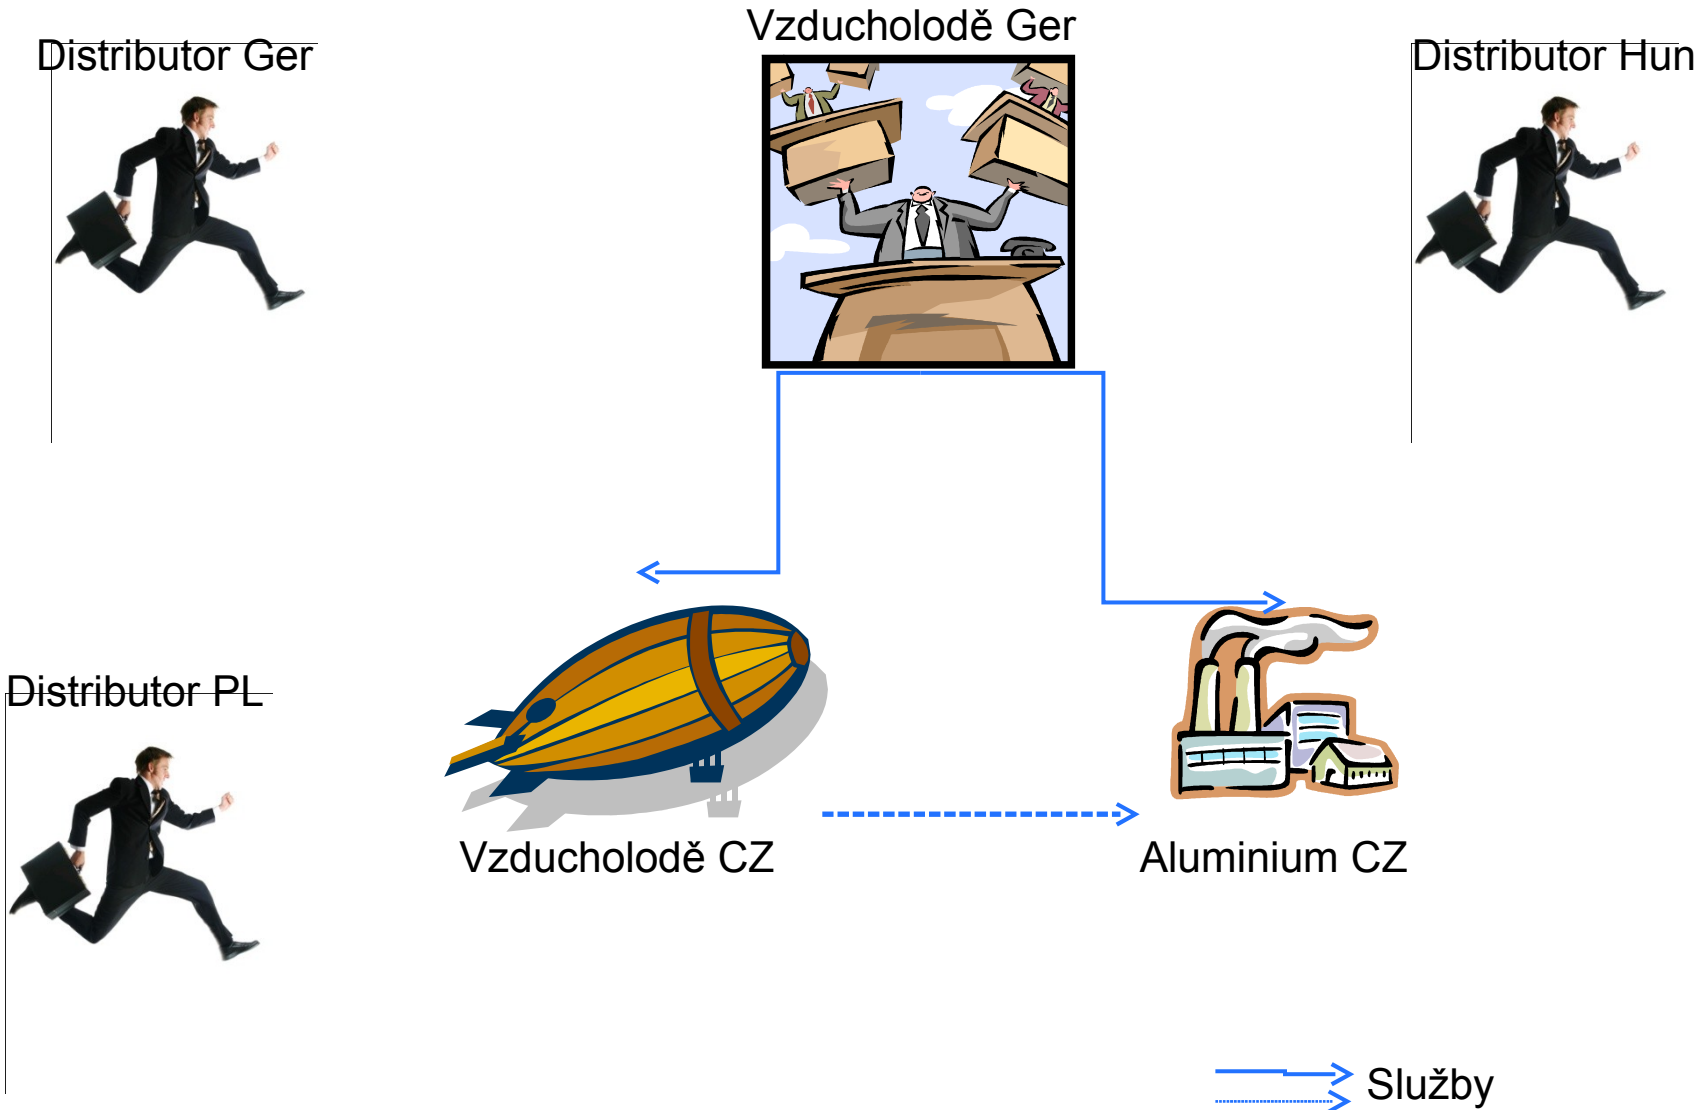 Vzducholodě Ger
Distributor Ger
Distributor Hun
Distributor PL
Vzducholodě CZ
Aluminium CZ
Služby